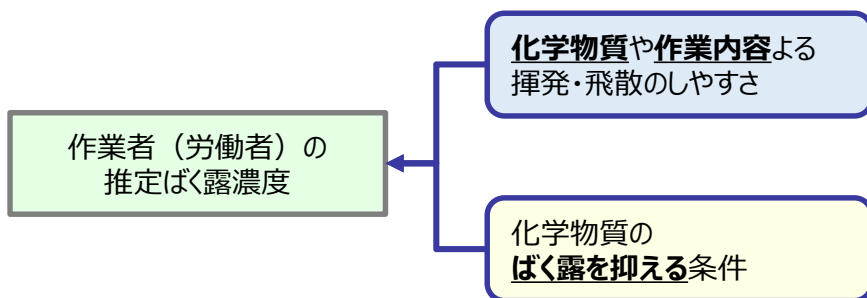 作業者（労働者）の
推定ばく露濃度
化学物質や作業内容よる
揮発・飛散のしやすさ
化学物質の
ばく露を抑える条件